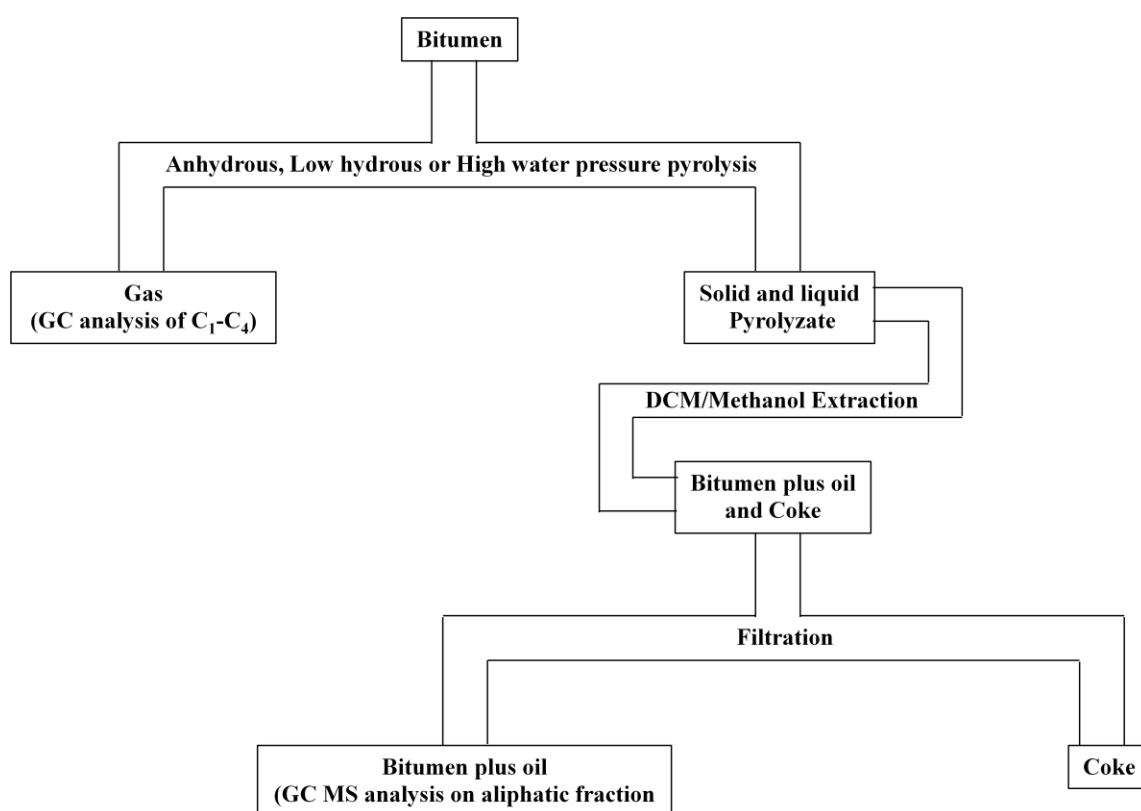 Bitumen
Anhydrous, Low hydrous or High water pressure pyrolysis
Gas
(GC analysis of C₁-C₄)
Solid and liquid
Pyrolyzate
DCM/Methanol Extraction
Bitumen plus oil
and Coke
Filtration
Bitumen plus oil
(GC MS analysis on aliphatic fraction
Coke